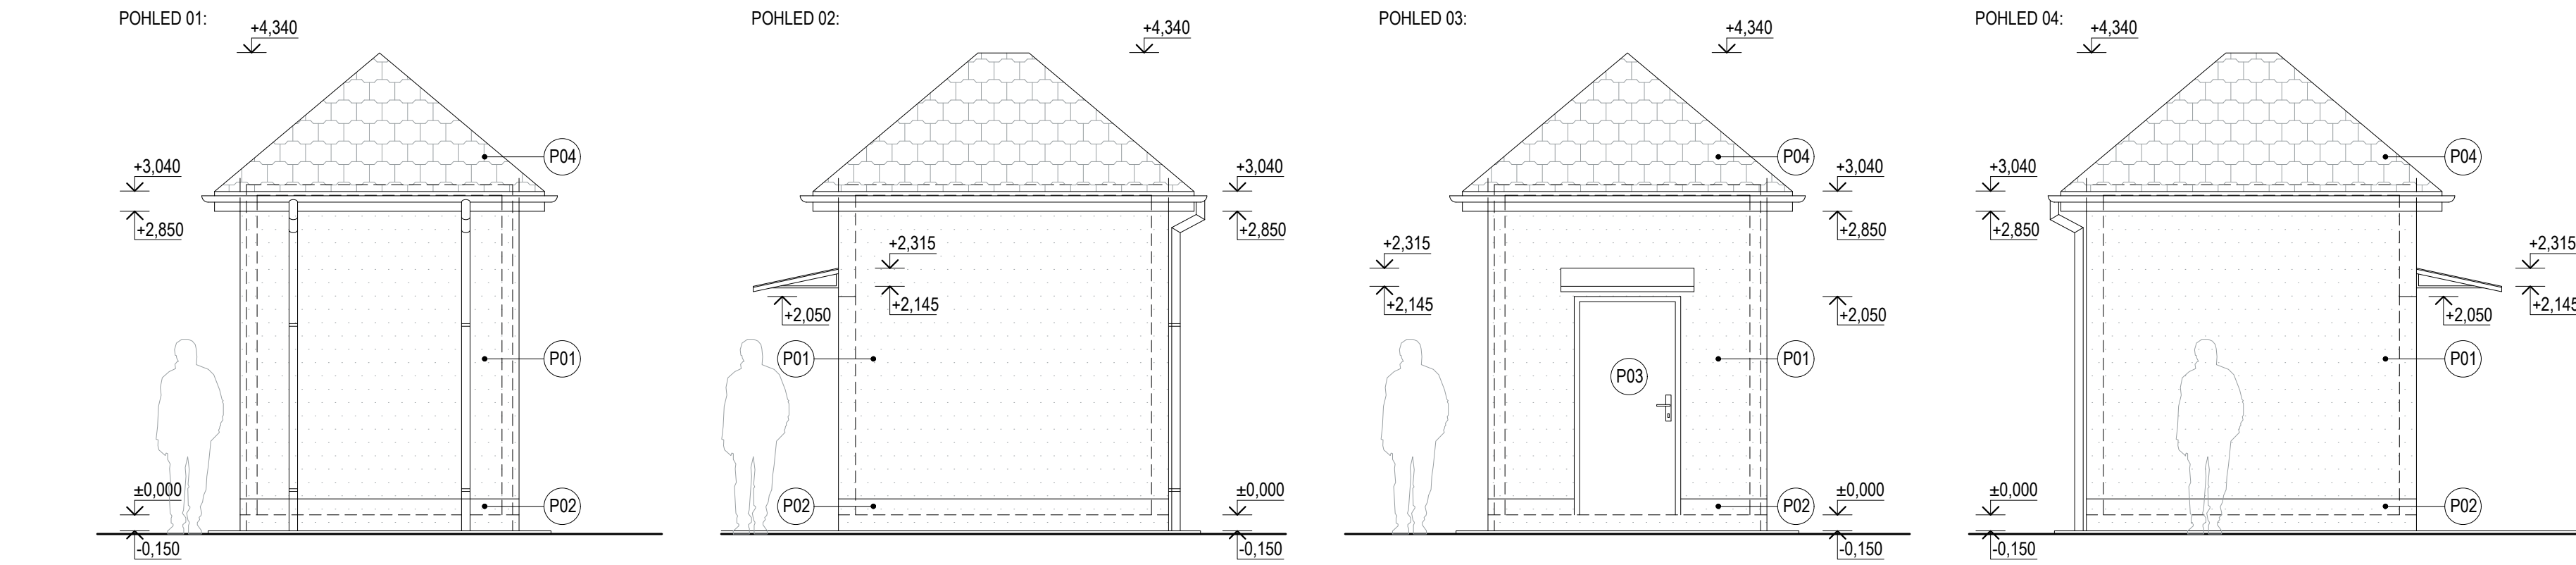 POHLED 01:
+4,340
P04
+3,040
+2,850
P01
±0,000
P02
-0,150
POHLED 02:
+4,340
+3,040
+2,850
+2,315
+2,145
+2,050
P01
±0,000
P02
-0,150
POHLED 03:
+4,340
P04
+3,040
+2,850
+2,315
+2,145
+2,050
P01
P03
±0,000
P02
-0,150
POHLED 04:
+4,340
P04
+3,040
+2,850
+2,315
+2,145
+2,050
P01
±0,000
P02
-0,150